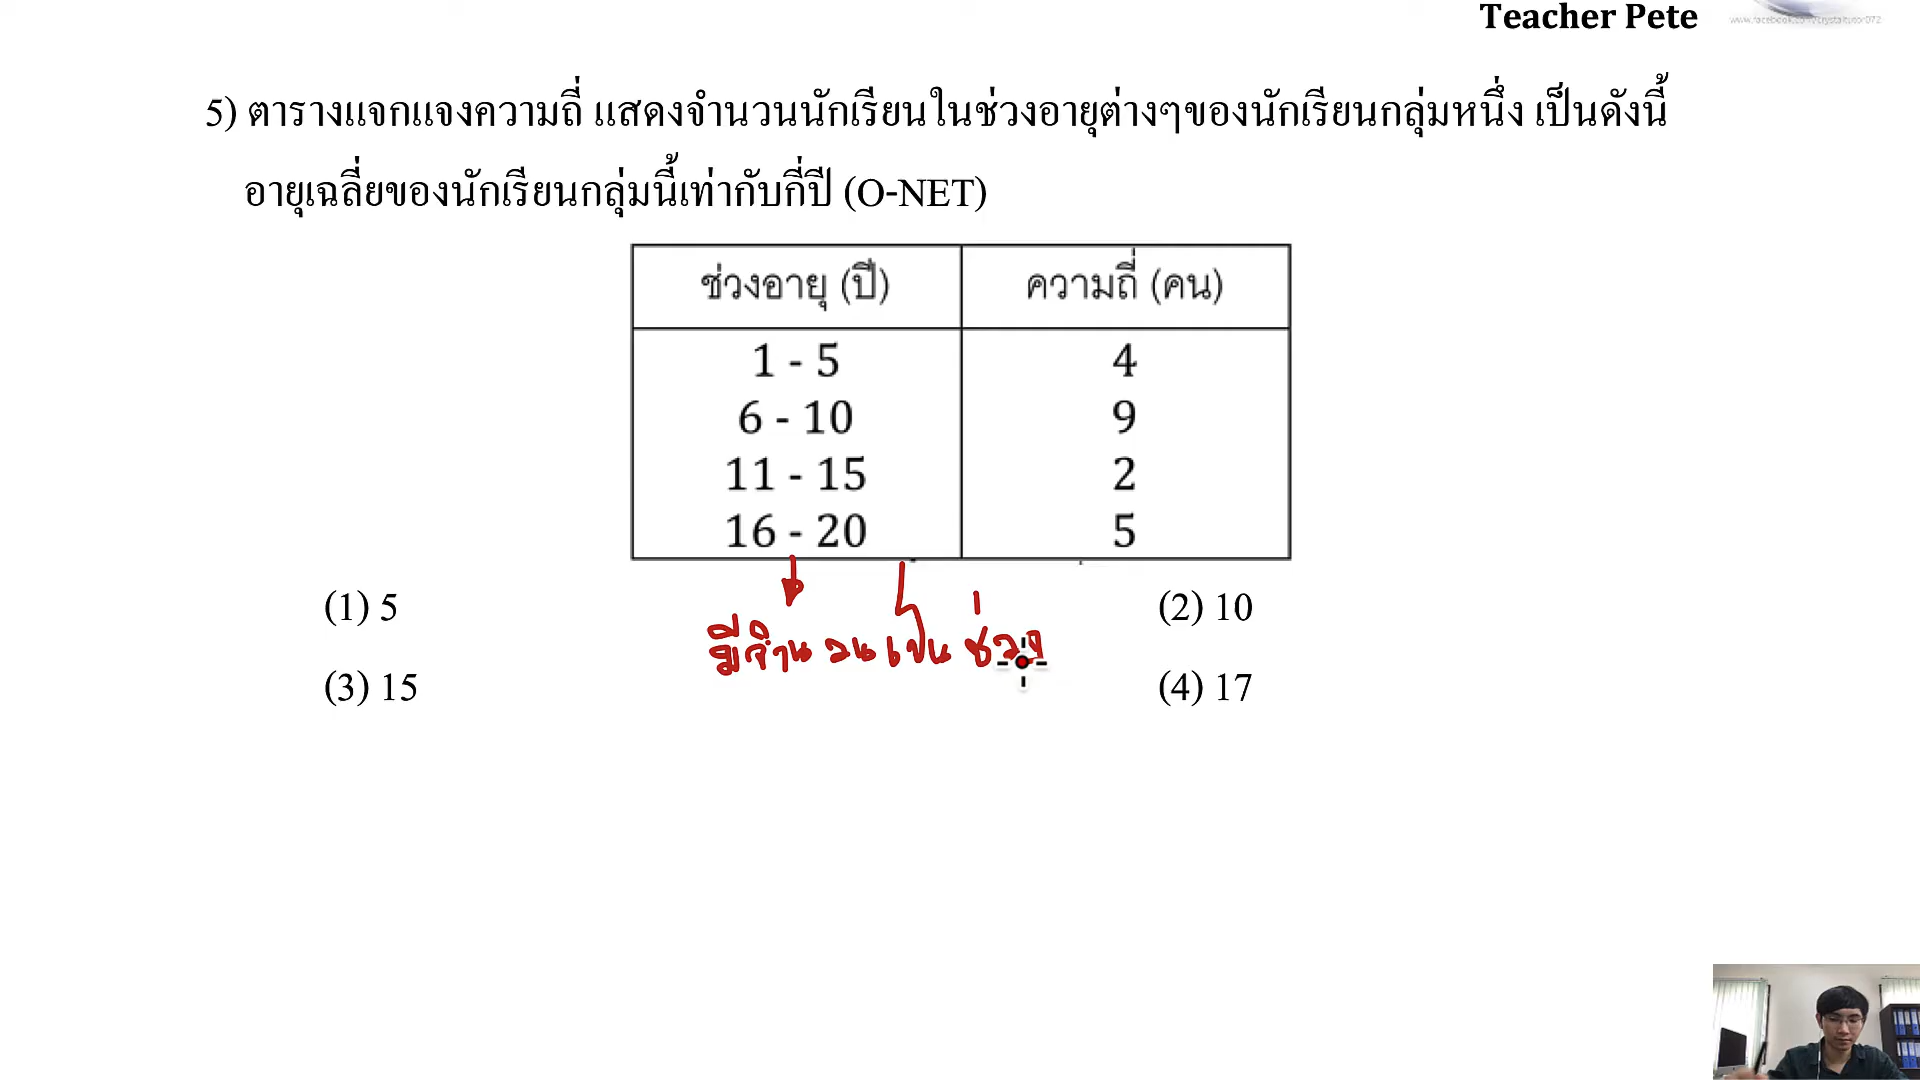 Teacher Pete
www.facebook.com/crystaltutor072
5) ตารางแจกแจงความถี่ แสดงจำนวนนักเรียนในช่วงอายุต่างๆของนักเรียนกลุ่มหนึ่ง เป็นดังนี้
อายุเฉลี่ยของนักเรียนกลุ่มนี้เท่ากับกี่ปี (O-NET)
ช่วงอายุ (ปี) ความถี่ (คน)
1 - 5 4
6 - 10 9
11 - 15 2
16 - 20 5
(1) 5 (2) 10
มีจำนวนเป็นช่วง
(3) 15 (4) 17